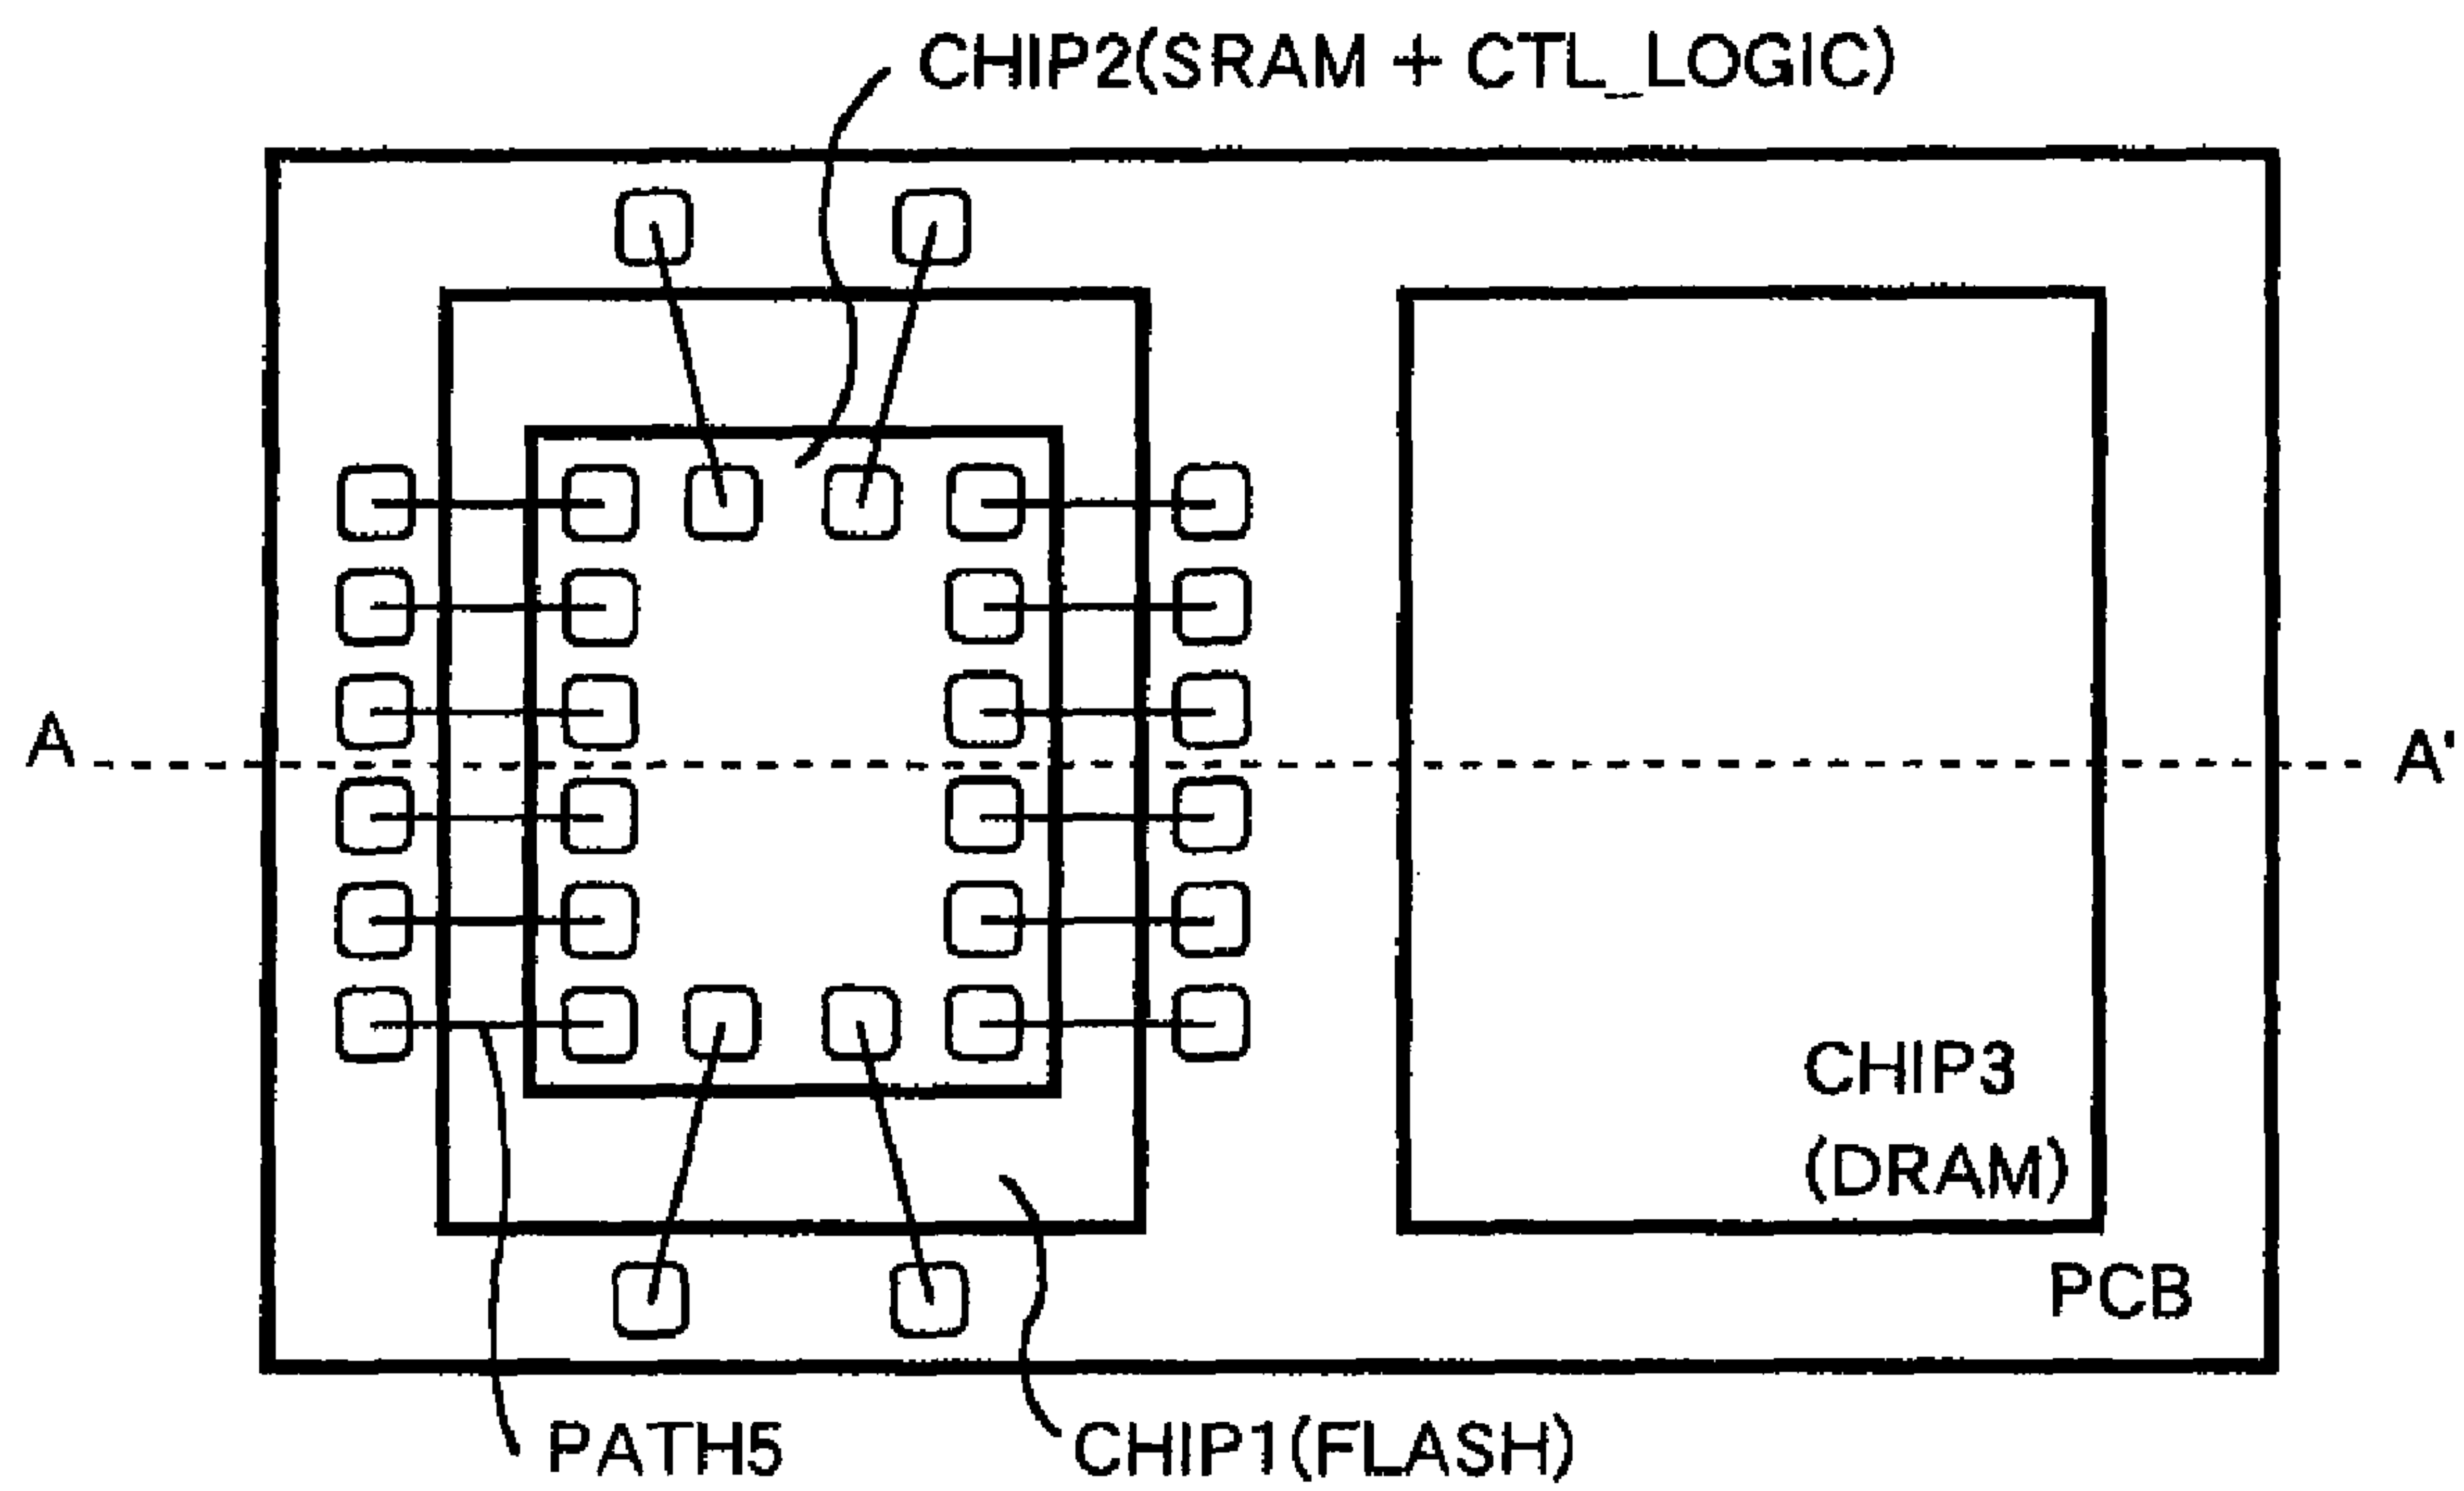 CHIP2(SRAM + CTL_LOGIC)
A
A'
CHIP3
(DRAM)
PCB
PATH5
CHIP1(FLASH)